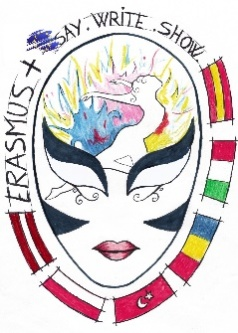 ERASMUS + SAY. WRITE. SHOW.